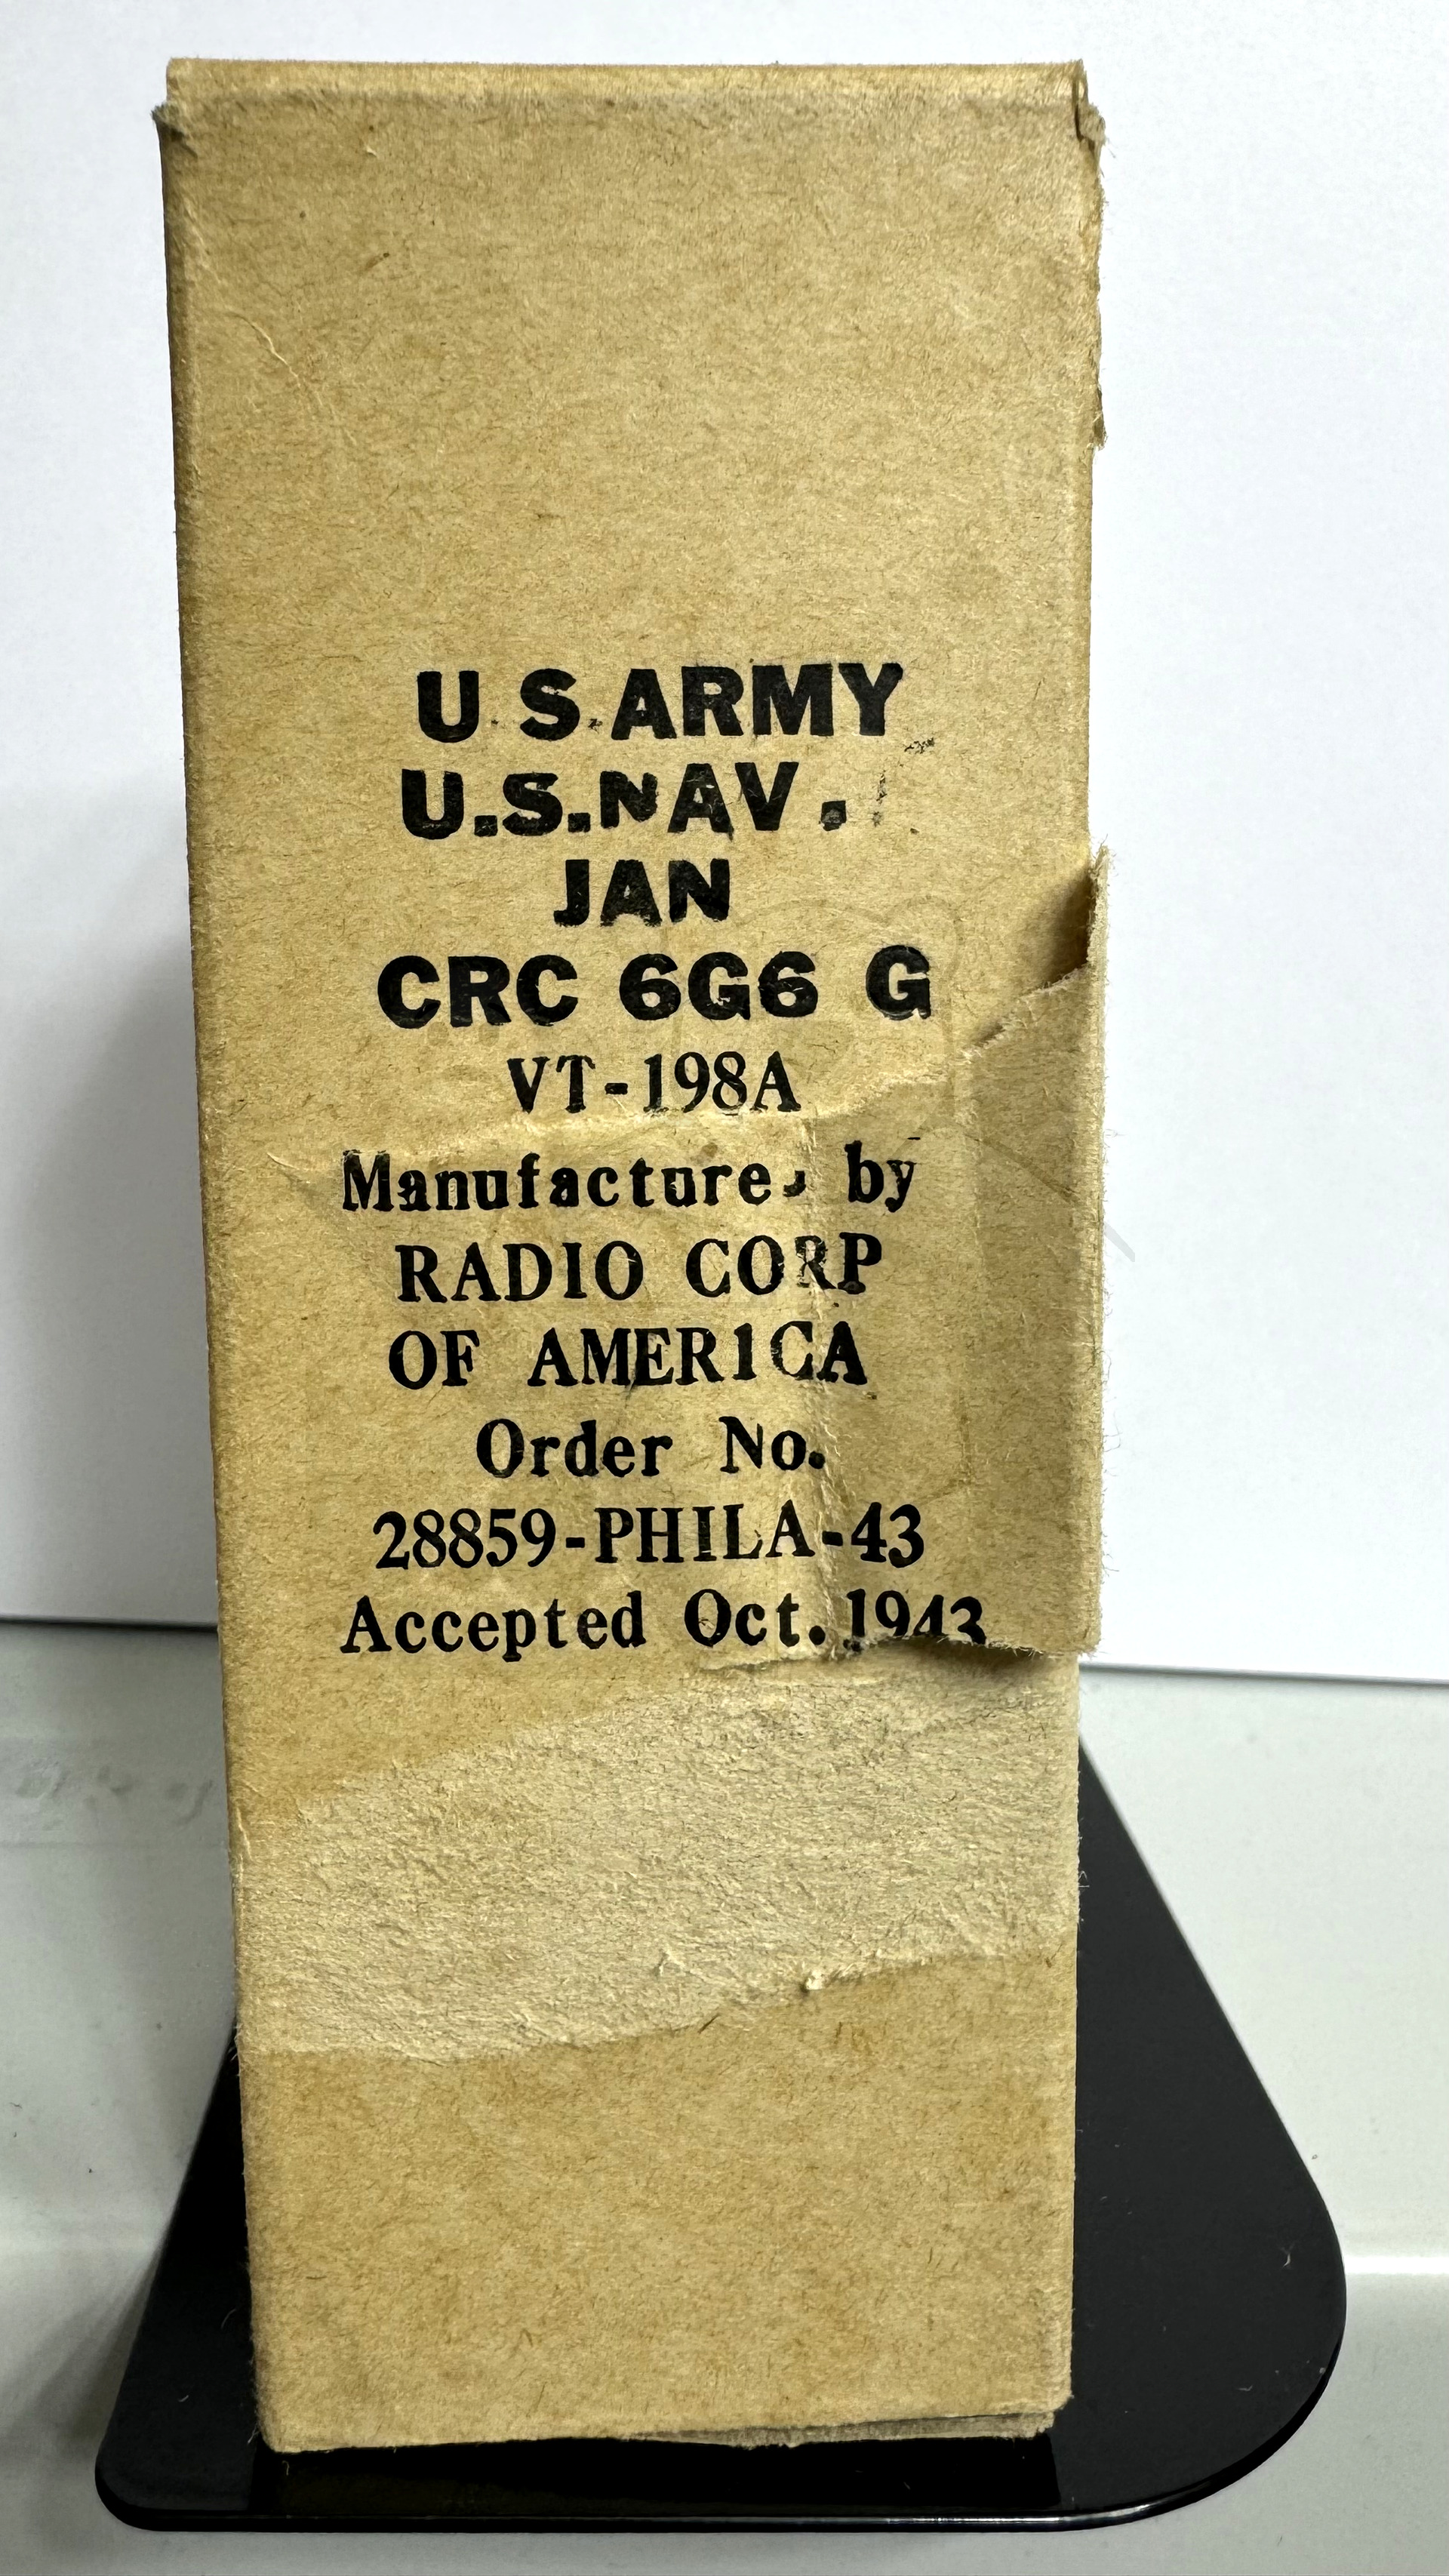 U.S.ARMY
U.S.NAV.
JAN
CRC 6G6 G
VT-198A
Manufactured by
RADIO CORP
OF AMERICA
Order No.
28859-PHILA-43
Accepted Oct. 1943